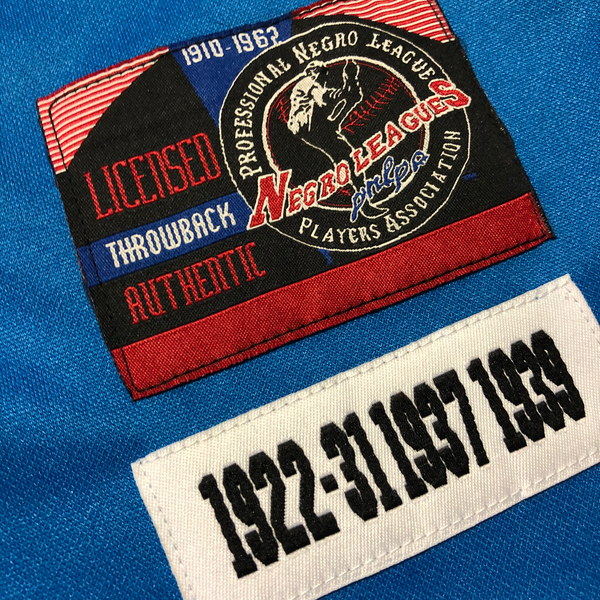 1910-1962
PROFESSIONAL NEGRO LEAGUE
NEGRO LEAGUES
pnlpa
PLAYERS ASSOCIATION
LICENSED
THROWBACK
AUTHENTIC
1922-31 1937 1939